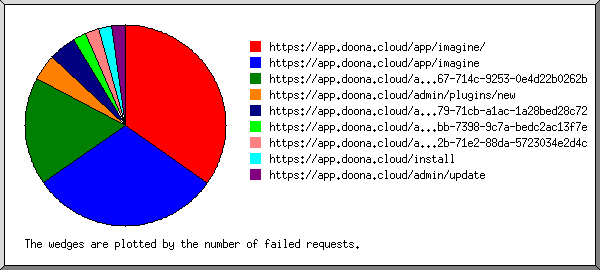 https://app.doona.cloud/app/imagine/
https://app.doona.cloud/app/imagine
https://app.doona.cloud/a...67-714c-9253-0e4d22b0262b
https://app.doona.cloud/admin/plugins/new
https://app.doona.cloud/a...79-71cb-a1ac-1a28bed28c72
https://app.doona.cloud/a...bb-7398-9c7a-bedc2ac13f7e
https://app.doona.cloud/a...2b-71e2-88da-5723034e2d4c
https://app.doona.cloud/install
https://app.doona.cloud/admin/update
The wedges are plotted by the number of failed requests.